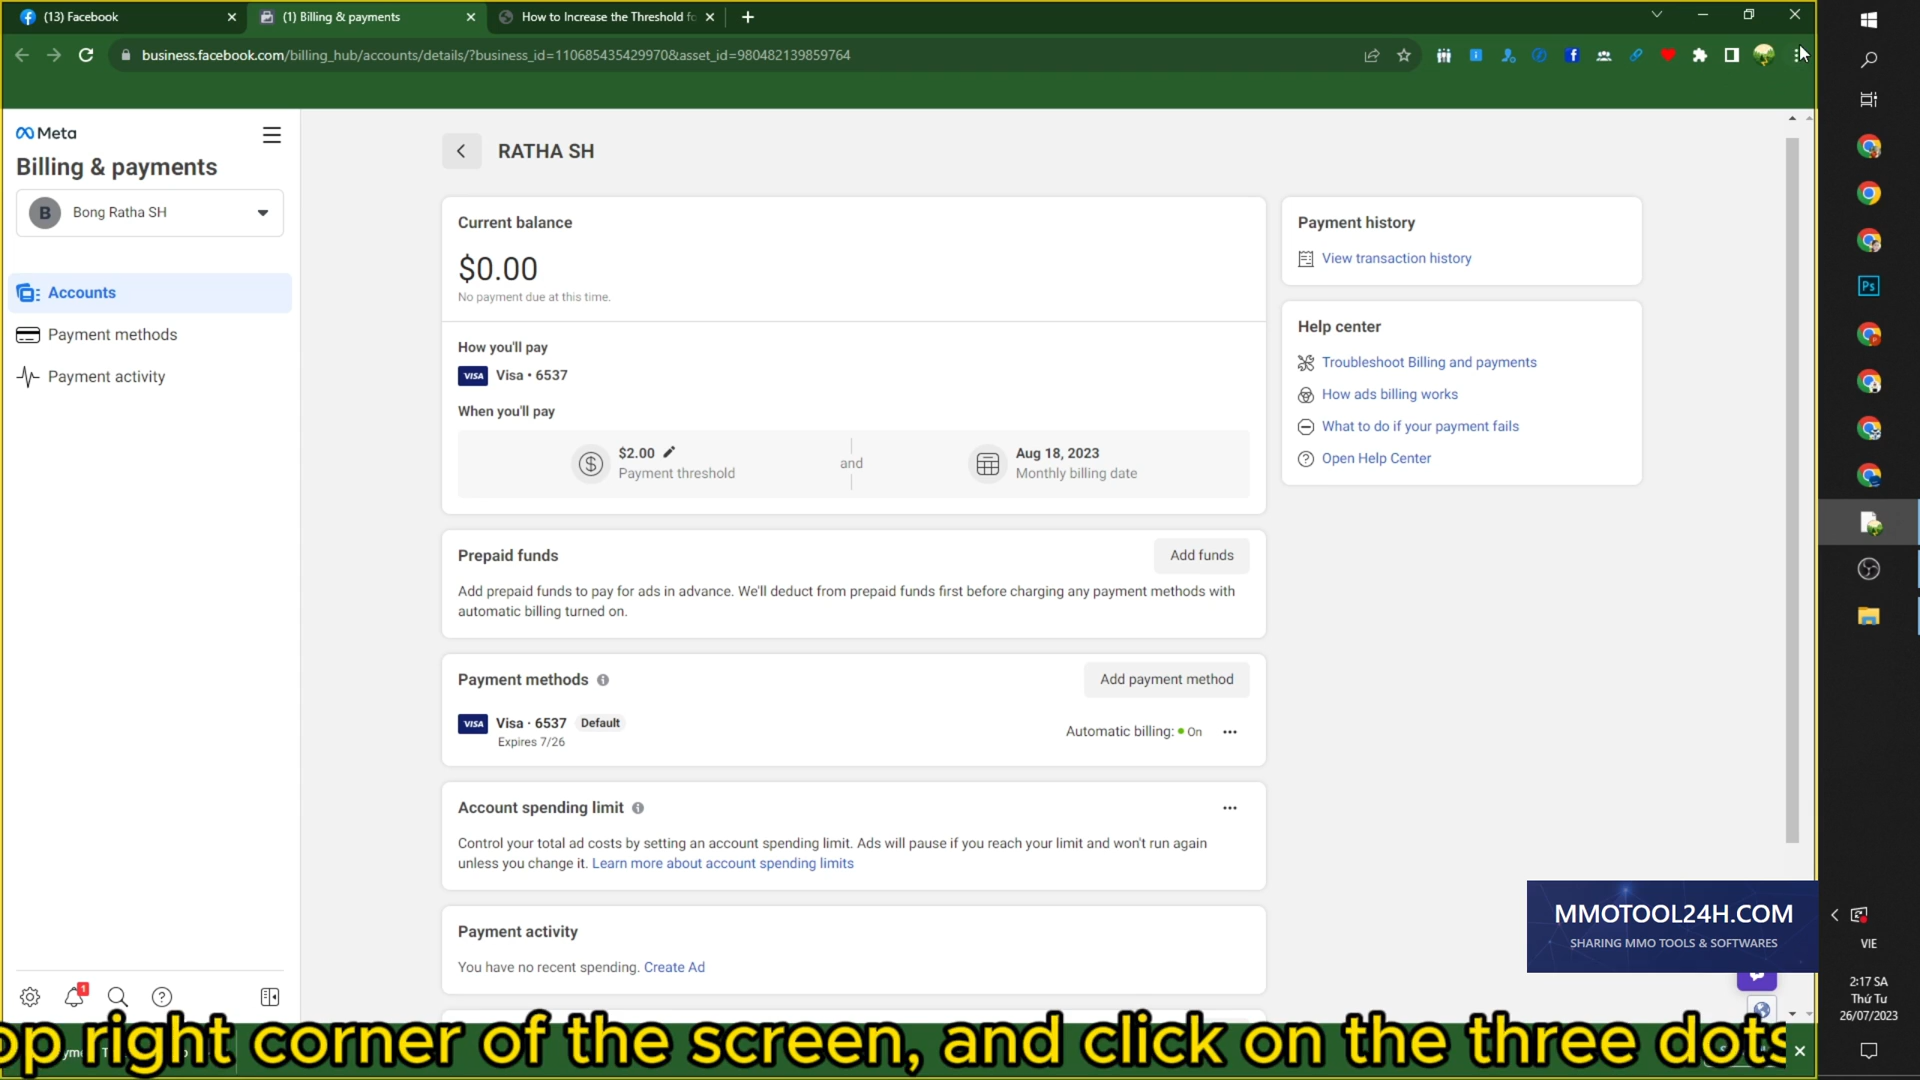 (13) Facebook
(1) Billing & payments
How to Increase the Threshold fo
business.facebook.com/billing_hub/accounts/details/?business_id=110685435429970&asset_id=980482139859764
Meta
Billing & payments
B
Bong Ratha SH
Accounts
Payment methods
Payment activity
RATHA SH
Current balance
$0.00
No payment due at this time.
How you'll pay
VISA
Visa • 6537
When you'll pay
$2.00
Payment threshold
and
Aug 18, 2023
Monthly billing date
Prepaid funds
Add funds
Add prepaid funds to pay for ads in advance. We'll deduct from prepaid funds first before charging any payment methods with
automatic billing turned on.
Payment methods
Add payment method
VISA
Visa · 6537
Default
Expires 7/26
Automatic billing:
On
Account spending limit
Control your total ad costs by setting an account spending limit. Ads will pause if you reach your limit and won't run again
unless you change it. Learn more about account spending limits
Payment activity
You have no recent spending. Create Ad
Payment history
View transaction history
Help center
Troubleshoot Billing and payments
How ads billing works
What to do if your payment fails
Open Help Center
Ps
MMOTOOL24H.COM
SHARING MMO TOOLS & SOFTWARES
VIE
2:17 SA
Thứ Tư
26/07/2023
1
op right corner of the screen, and click on the three dots